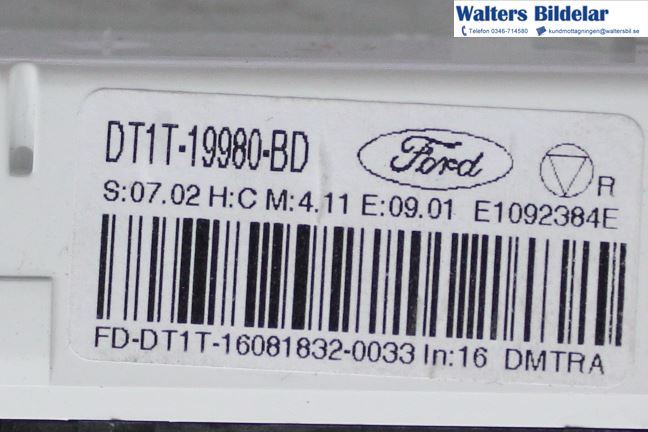 Walters Bildelar
Telefon 0346-714580 kundmottagningen@waltersbil.se
DT1T-19980-BD Ford R
S:07.02 H:C M:4.11 E:09.01 E1092384E
FD-DT1T-16081832-0033 In:16 DMTRA